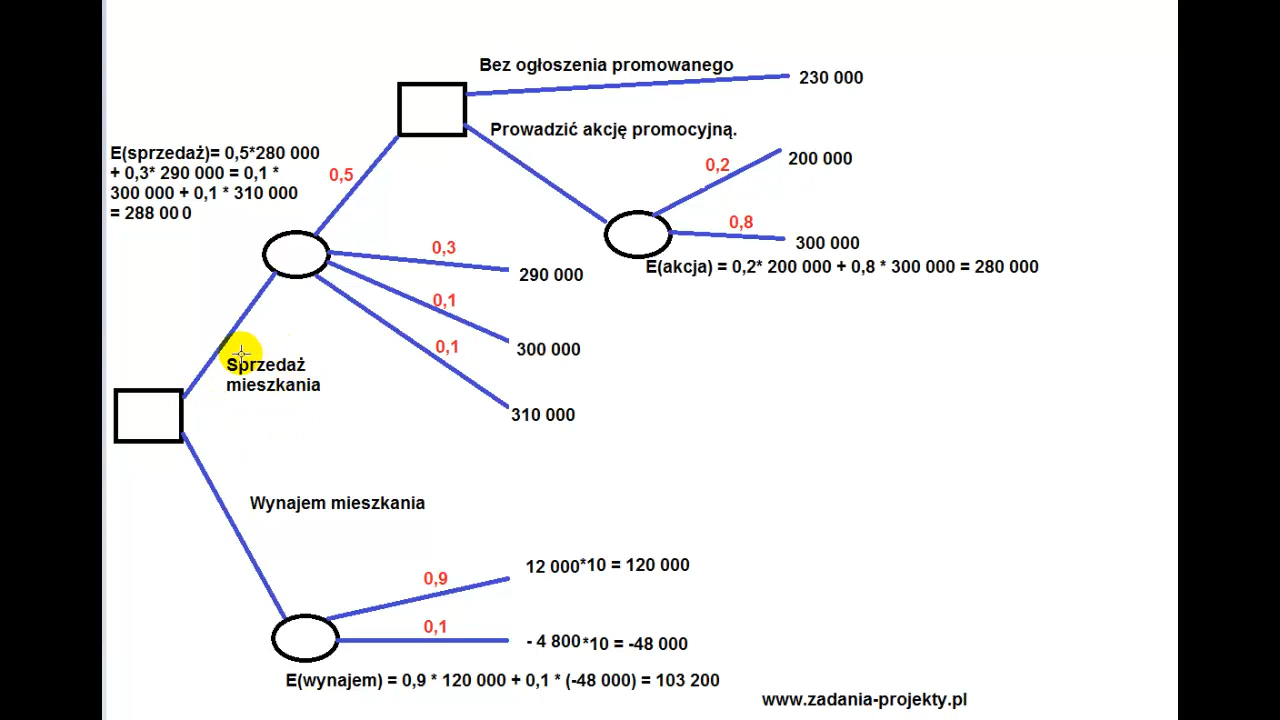 Bez ogłoszenia promowanego
230 000
Prowadzić akcję promocyjną.
0,2
200 000
0,8
300 000
E(akcja) = 0,2* 200 000 + 0,8 * 300 000 = 280 000
E(sprzedaż)= 0,5*280 000
+ 0,3* 290 000 = 0,1 *
300 000 + 0,1 * 310 000
= 288 00 0
0,5
0,3
290 000
0,1
300 000
0,1
310 000
Sprzedaż
mieszkania
Wynajem mieszkania
0,9
12 000*10 = 120 000
0,1
- 4 800*10 = -48 000
E(wynajem) = 0,9 * 120 000 + 0,1 * (-48 000) = 103 200
www.zadania-projekty.pl